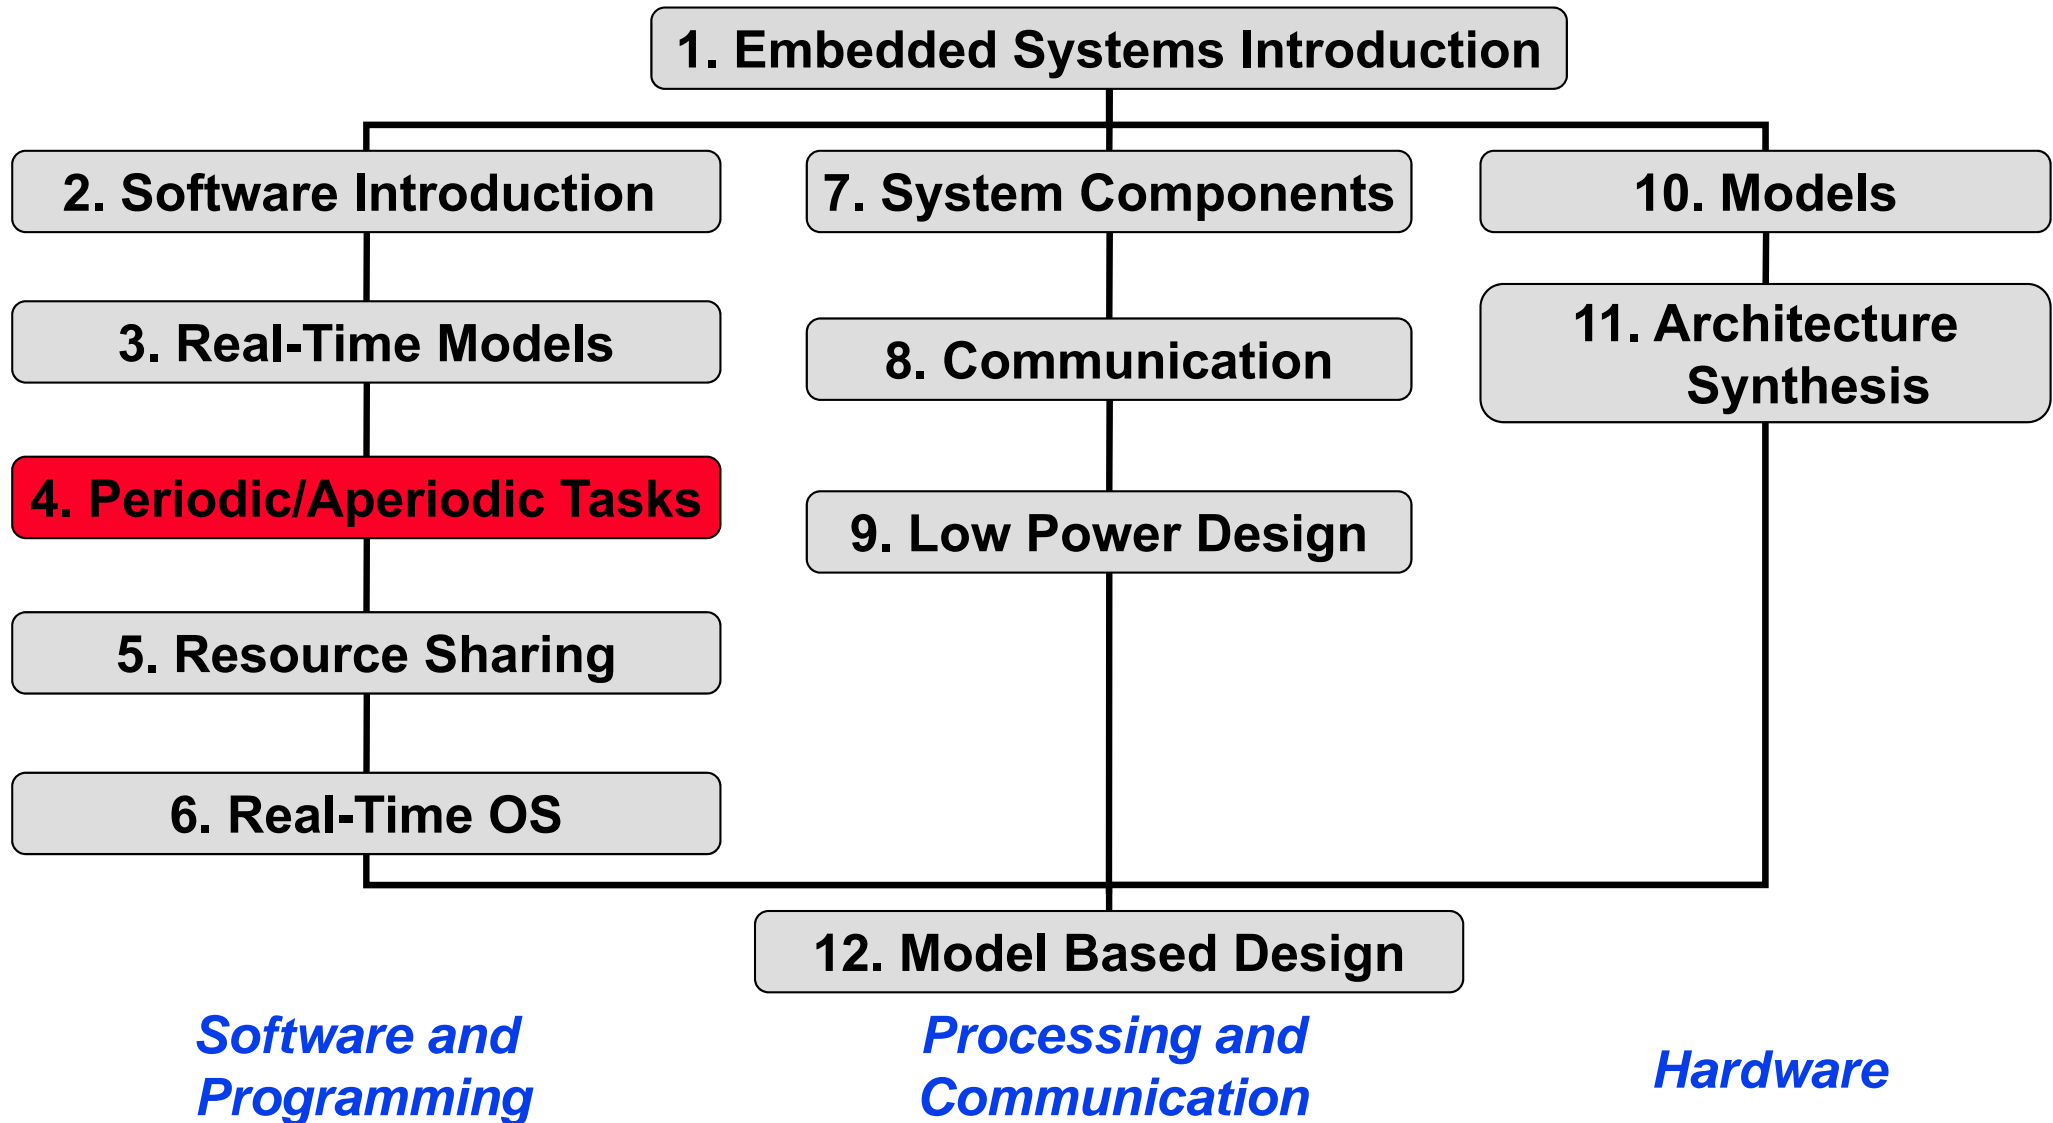 1. Embedded Systems Introduction
2. Software Introduction
3. Real-Time Models
4. Periodic/Aperiodic Tasks
5. Resource Sharing
6. Real-Time OS
7. System Components
8. Communication
9. Low Power Design
10. Models
11. Architecture
Synthesis
12. Model Based Design
Software and
Programming
Processing and
Communication
Hardware